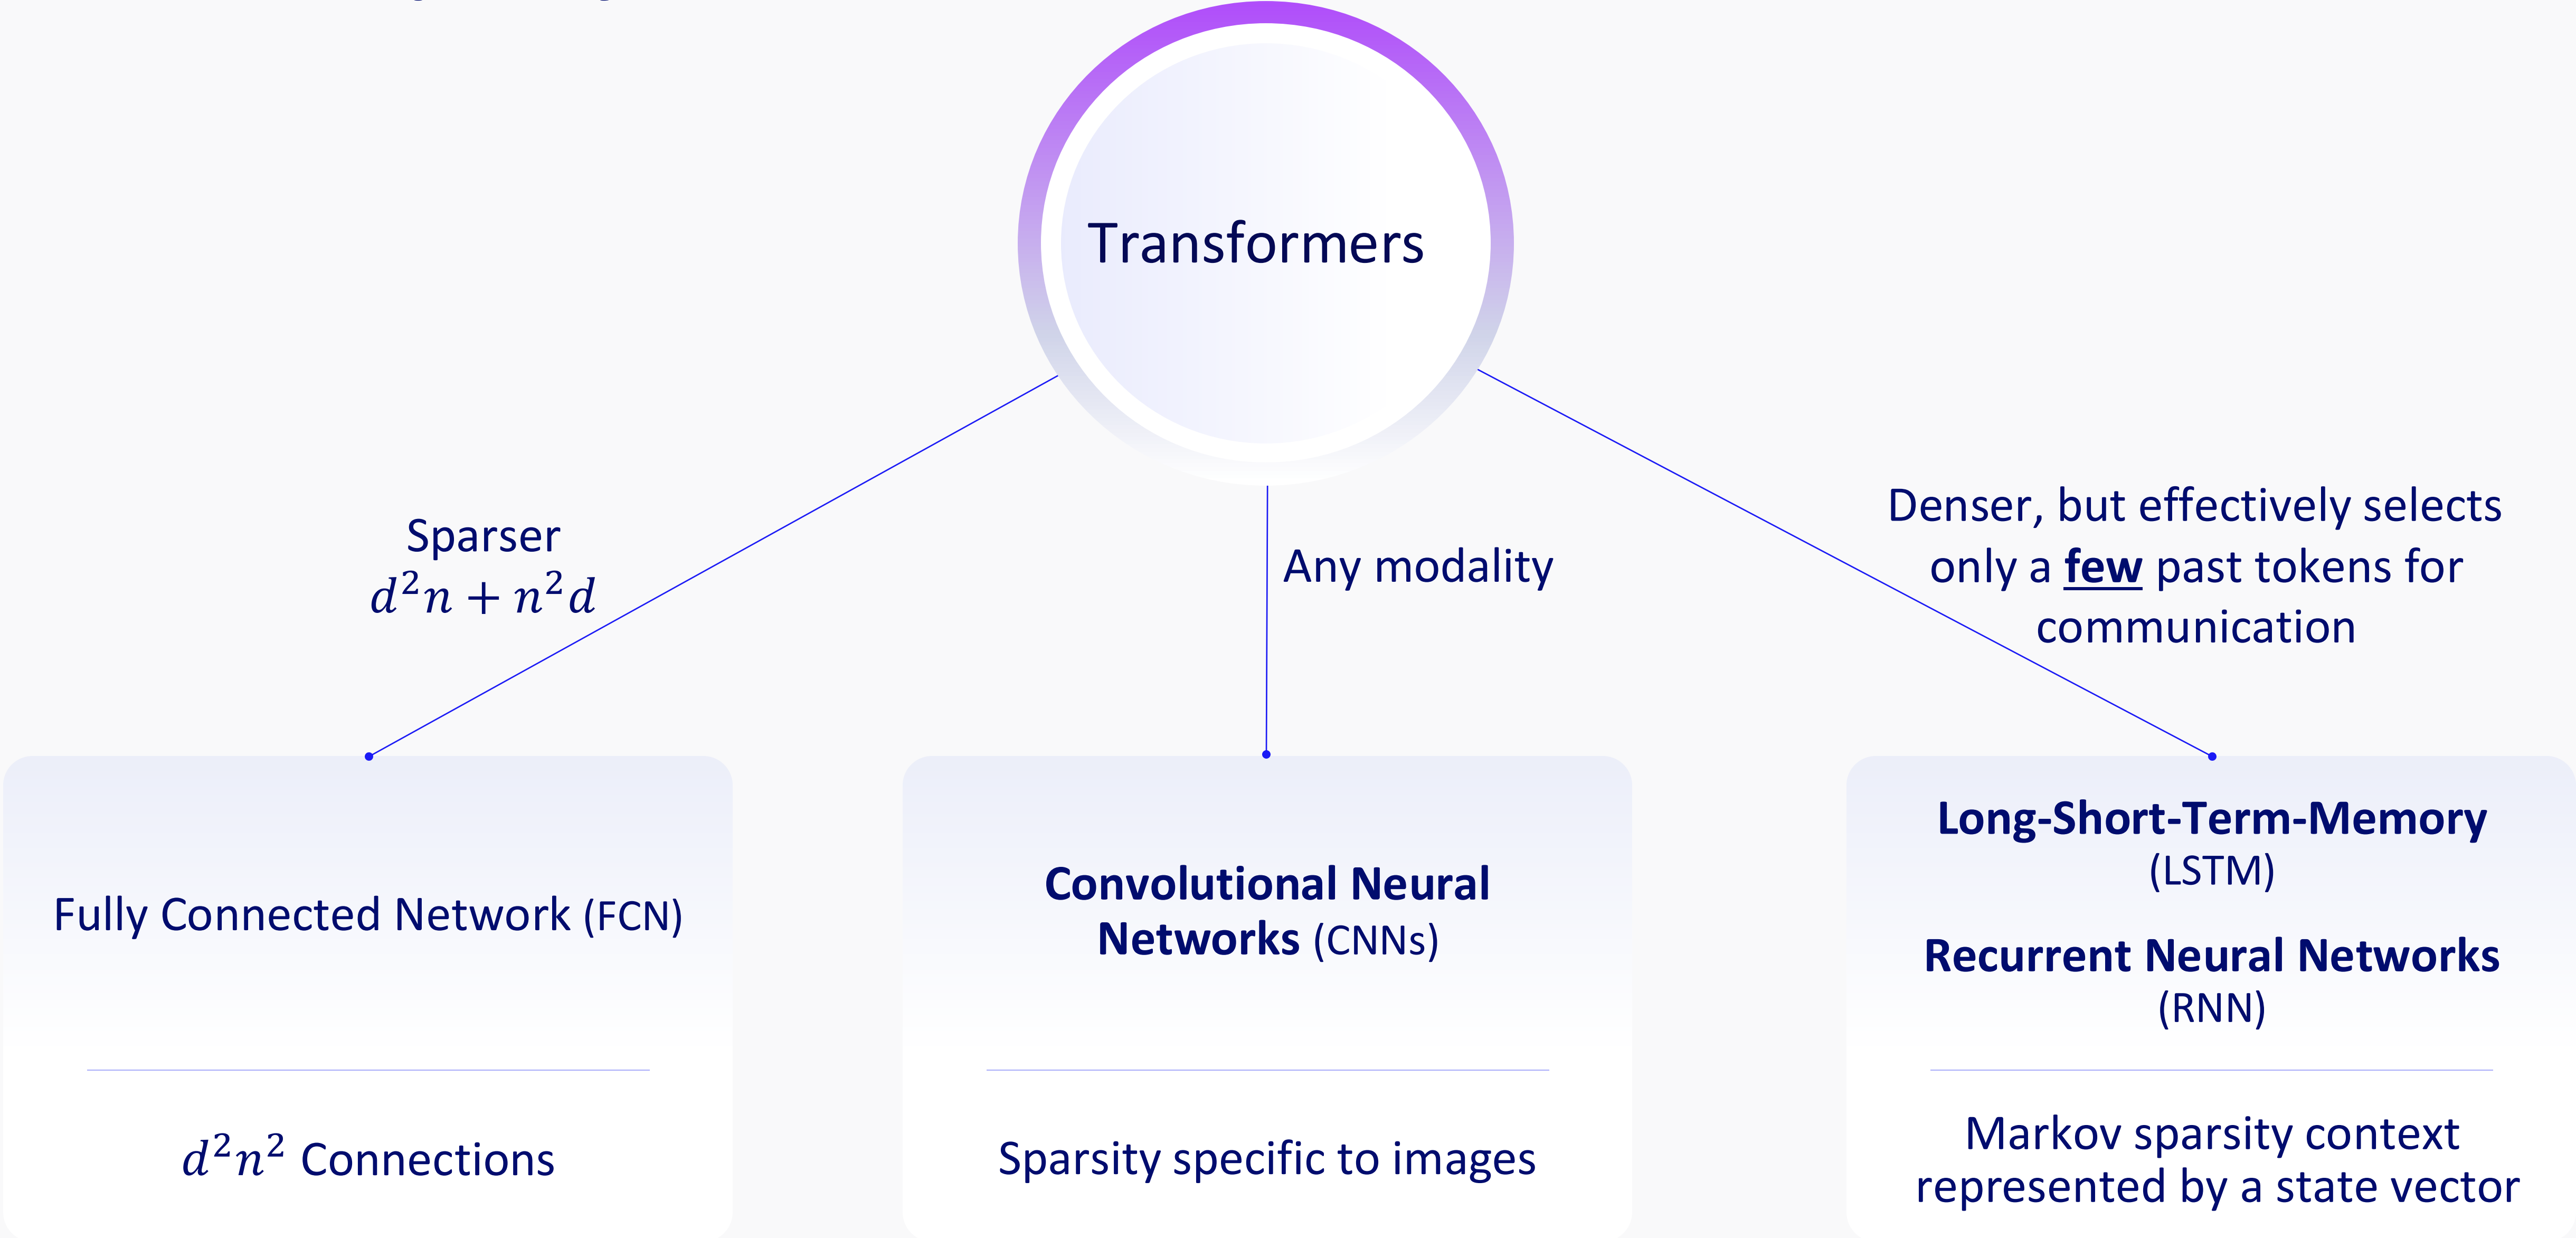 Transformers
Sparser
d²n + n²d
Any modality
Denser, but effectively selects
only a few past tokens for
communication
Fully Connected Network (FCN)
d²n² Connections
Convolutional Neural
Networks (CNNs)
Sparsity specific to images
Long-Short-Term-Memory
(LSTM)
Recurrent Neural Networks
(RNN)
Markov sparsity context
represented by a state vector